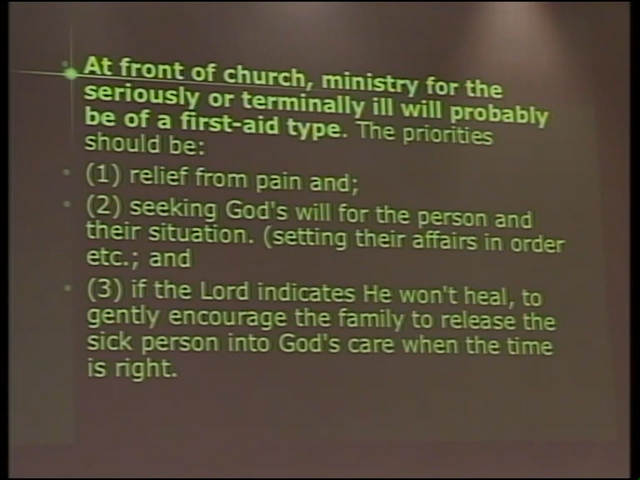 At front of church, ministry for the
seriously or terminally ill will probably
be of a first-aid type. The priorities
should be:
(1) relief from pain and;
(2) seeking God's will for the person and
their situation. (setting their affairs in order
etc.; and
(3) if the Lord indicates He won't heal, to
gently encourage the family to release the
sick person into God's care when the time
is right.